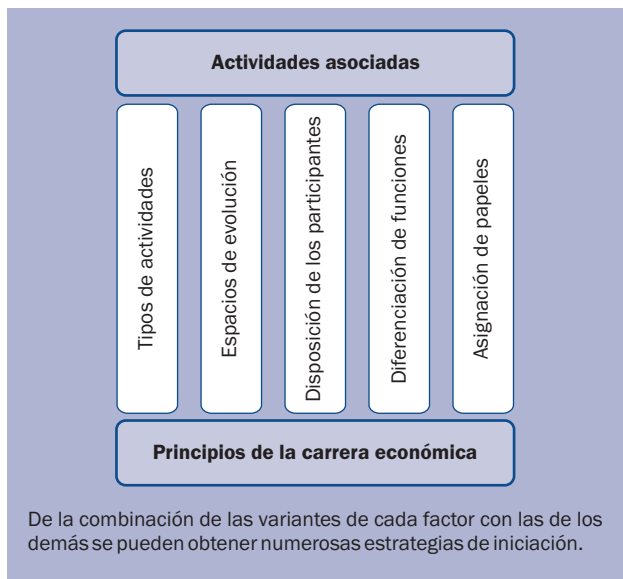 Actividades asociadas
Tipos de actividades
Espacios de evolución
Disposición de los participantes
Diferenciación de funciones
Asignación de papeles
Principios de la carrera económica
De la combinación de las variantes de cada factor con las de los
demás se pueden obtener numerosas estrategias de iniciación.